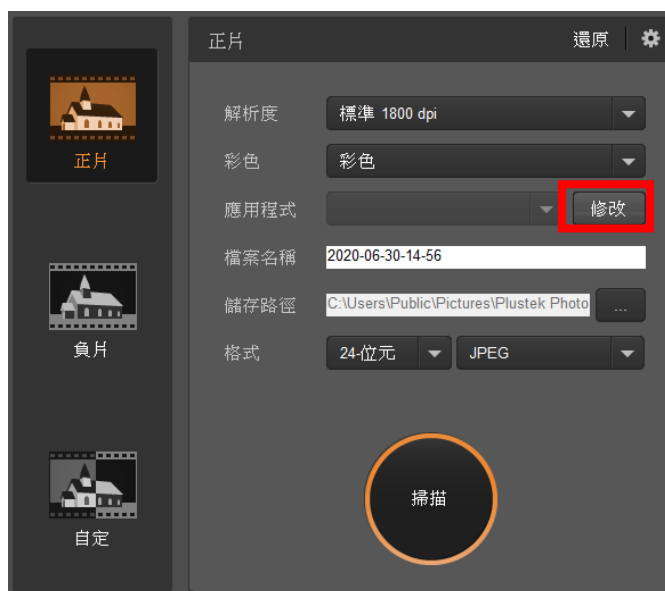 正片
還原
正片
解析度
標準 1800 dpi
彩色
彩色
應用程式
修改
檔案名稱
2020-06-30-14-56
儲存路徑
C:\Users\Public\Pictures\Plustek Photo
...
負片
格式
24-位元
JPEG
掃描
自定